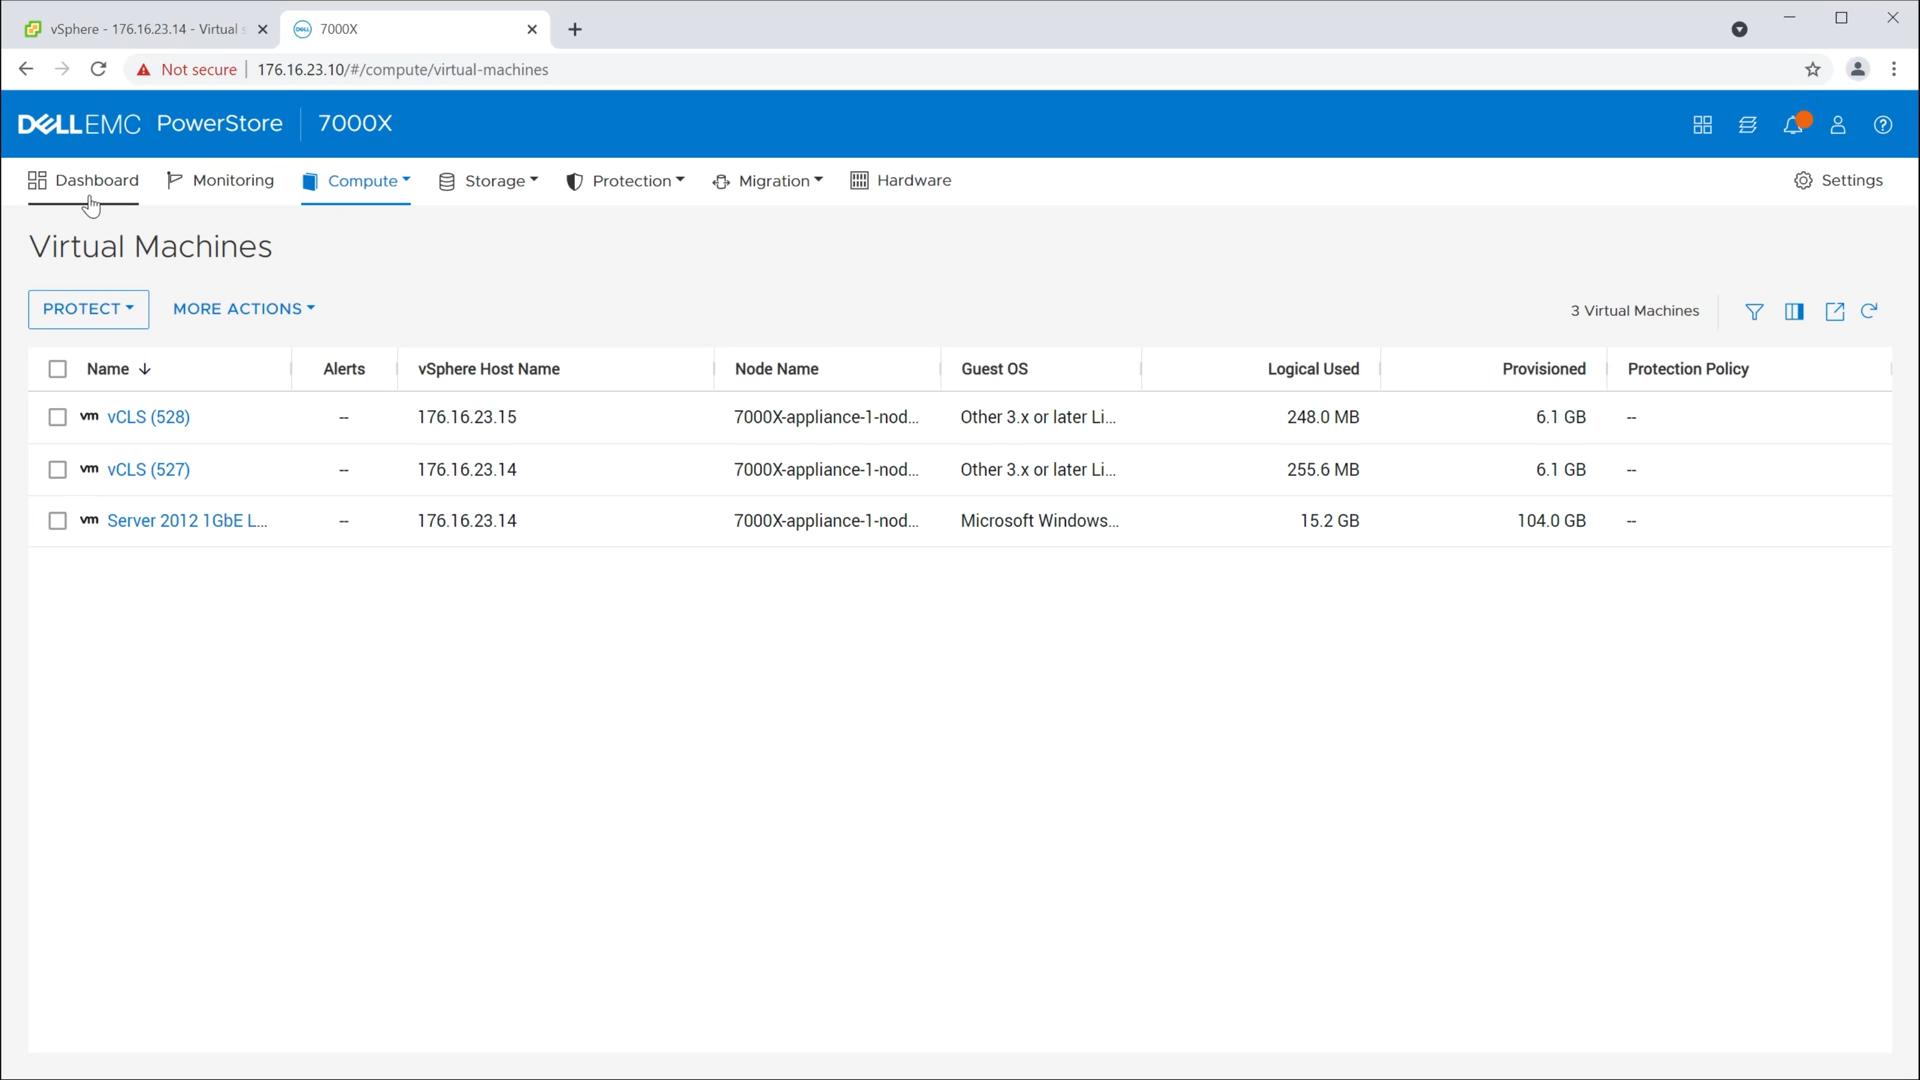 vSphere - 176.16.23.14 - Virtual s
7000X
Not secure 176.16.23.10/#/compute/virtual-machines
DELLEMC PowerStore 7000X
Dashboard Monitoring Compute Storage Protection Migration Hardware Settings
Virtual Machines
PROTECT MORE ACTIONS 3 Virtual Machines
Name Alerts vSphere Host Name Node Name Guest OS Logical Used Provisioned Protection Policy
vm vCLS (528) -- 176.16.23.15 7000X-appliance-1-nod... Other 3.x or later Li... 248.0 MB 6.1 GB --
vm vCLS (527) -- 176.16.23.14 7000X-appliance-1-nod... Other 3.x or later Li... 255.6 MB 6.1 GB --
vm Server 2012 1GbE L... -- 176.16.23.14 7000X-appliance-1-nod... Microsoft Windows... 15.2 GB 104.0 GB --